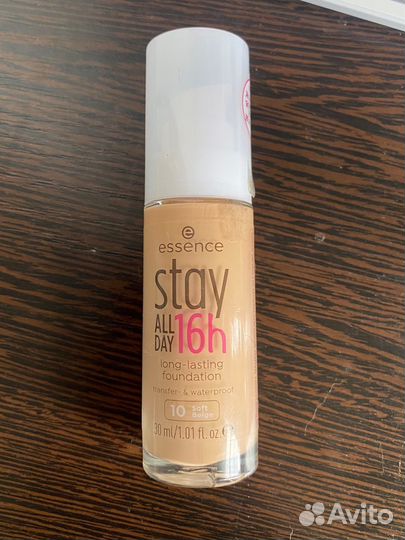 essence
stay
ALL
DAY 16h
long-lasting
foundation
transfer- & waterproof
10 Soft
Beige
30 ml/1.01 fl.oz.℮
Avito